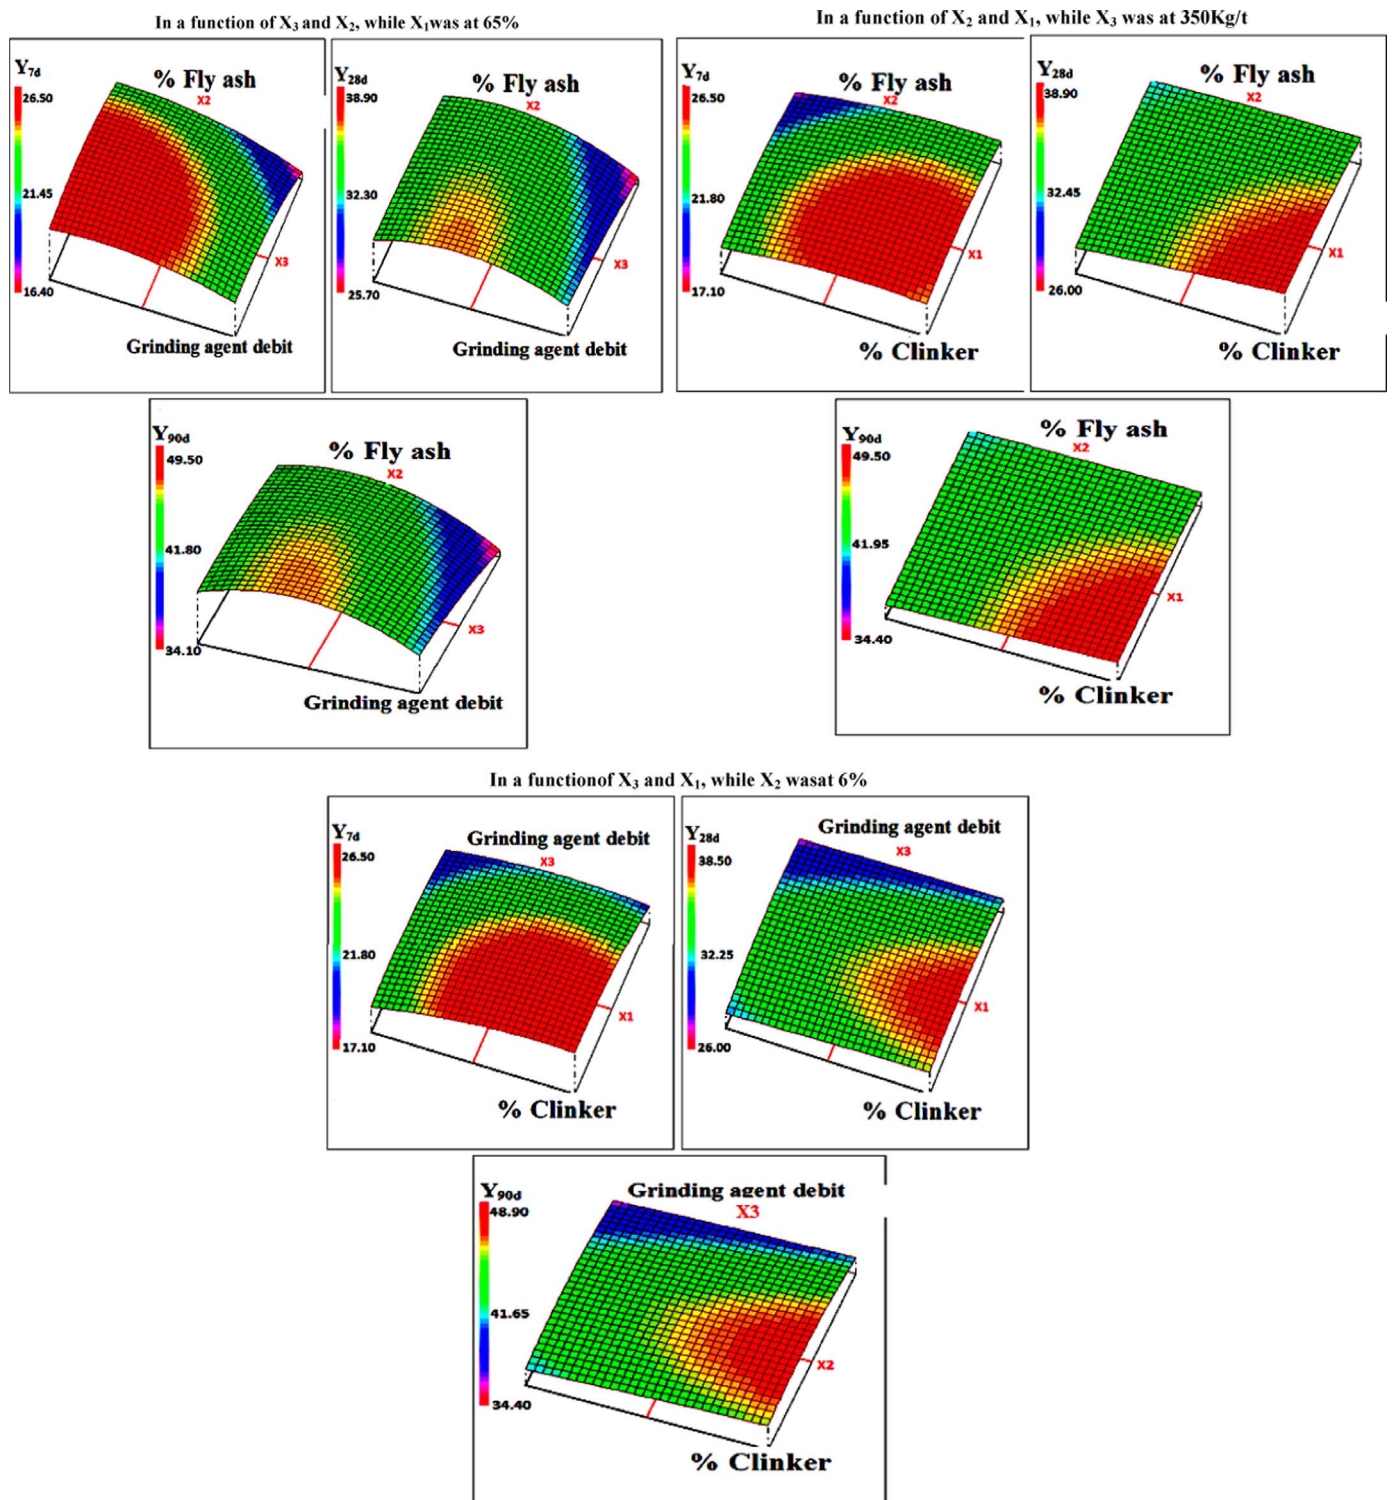 In a function of X3 and X2, while X1was at 65%
Y7d
% Fly ash
X2
26.50
21.45
16.40
X3
Grinding agent debit
Y28d
% Fly ash
X2
38.90
32.30
25.70
X3
Grinding agent debit
Y90d
% Fly ash
X2
49.50
41.80
34.10
X3
Grinding agent debit
In a function of X2 and X1, while X3 was at 350Kg/t
Y7d
% Fly ash
X2
26.50
21.80
17.10
X1
% Clinker
Y28d
% Fly ash
X2
38.90
32.45
26.00
X1
% Clinker
Y90d
% Fly ash
X2
49.50
41.95
34.40
X1
% Clinker
In a functionof X3 and X1, while X2 wasat 6%
Y7d
Grinding agent debit
X3
26.50
21.80
17.10
X1
% Clinker
Y28d
Grinding agent debit
X3
38.50
32.25
26.00
X1
% Clinker
Y90d
Grinding agent debit
X3
48.90
41.65
34.40
X2
% Clinker